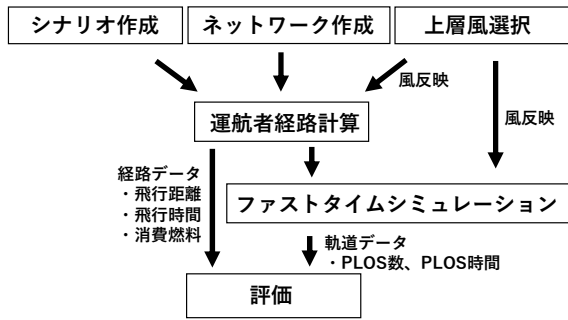 シナリオ作成
ネットワーク作成
上層風選択
風反映
運航者経路計算
風反映
経路データ
・飛行距離
・飛行時間
・消費燃料
ファストタイムシミュレーション
軌道データ
・PLOS数、PLOS時間
評価